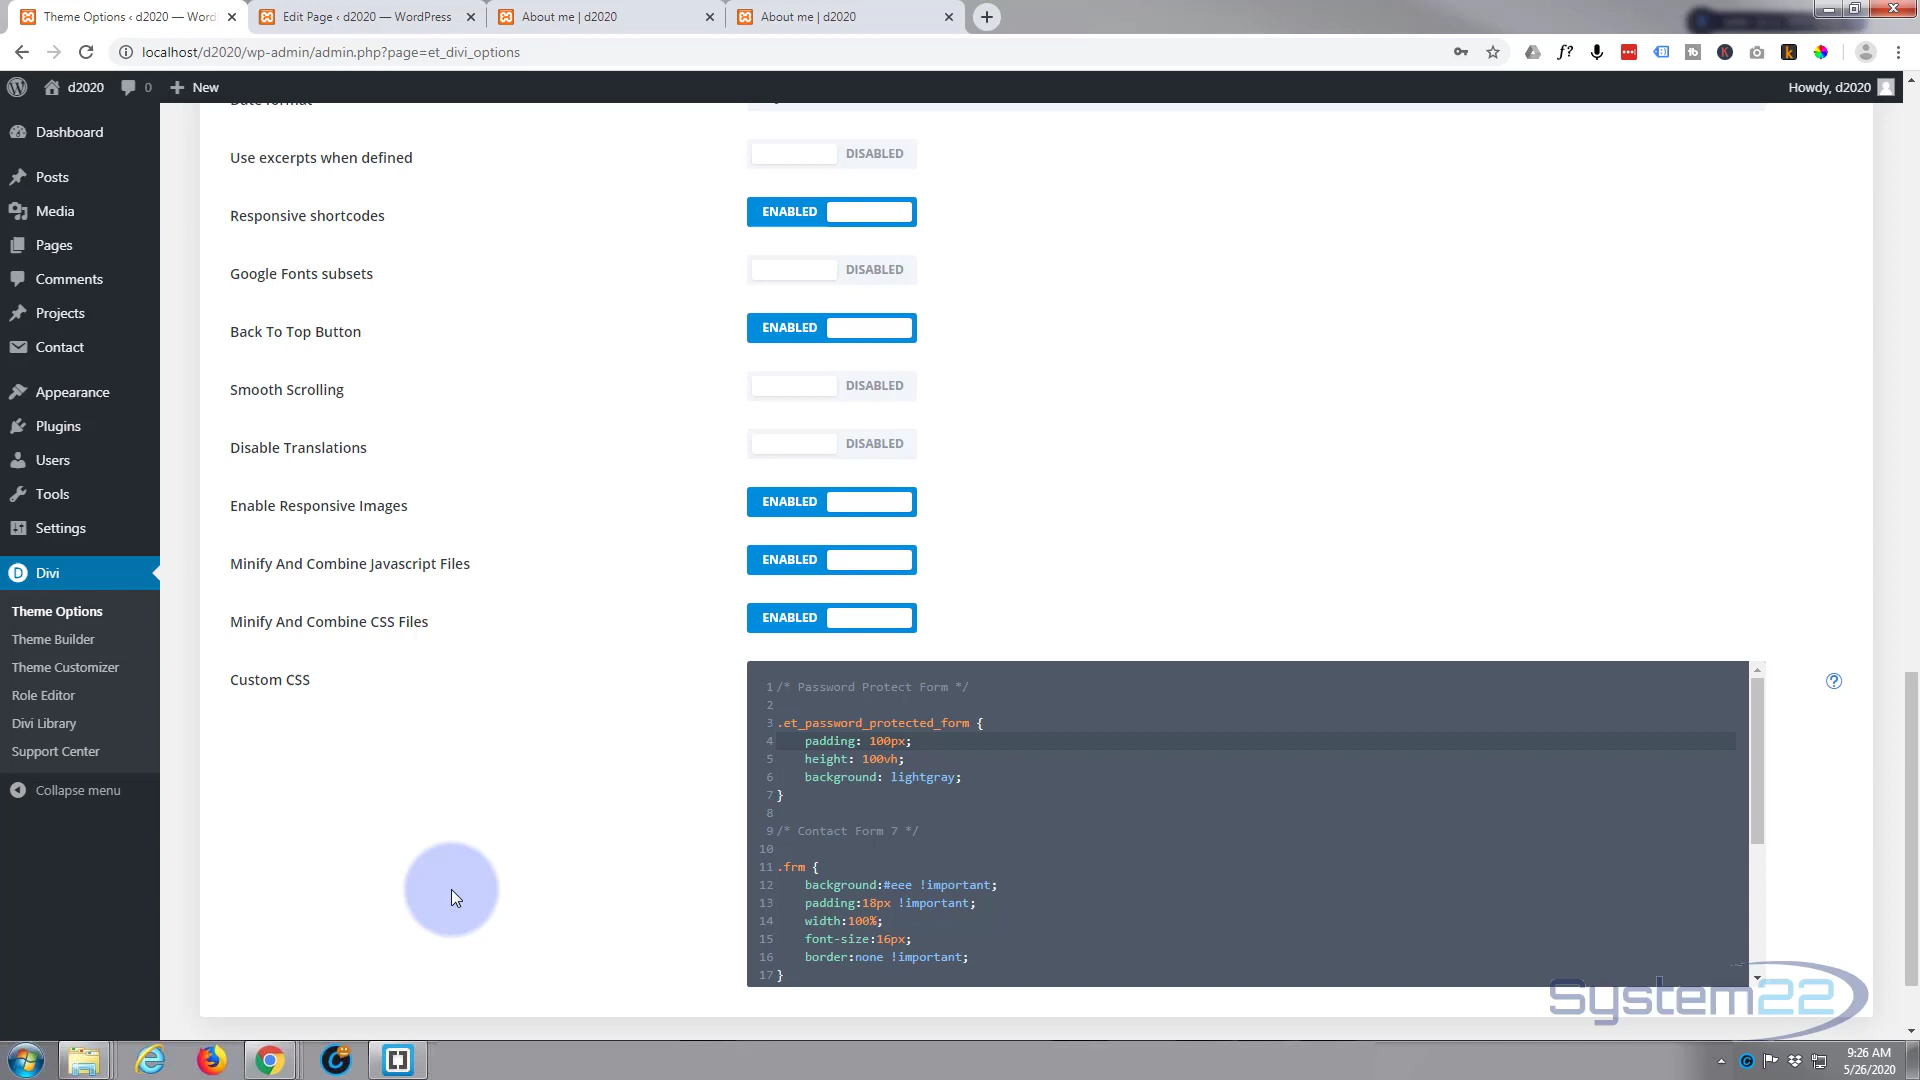 Theme Options ‹ d2020 — Word
Edit Page ‹ d2020 — WordPress
About me | d2020
About me | d2020
localhost/d2020/wp-admin/admin.php?page=et_divi_options
d2020
0
New
Howdy, d2020
Dashboard
Posts
Media
Pages
Comments
Projects
Contact
Appearance
Plugins
Users
Tools
Settings
Divi
Theme Options
Theme Builder
Theme Customizer
Role Editor
Divi Library
Support Center
Collapse menu
Date format
Use excerpts when defined
DISABLED
Responsive shortcodes
ENABLED
Google Fonts subsets
DISABLED
Back To Top Button
ENABLED
Smooth Scrolling
DISABLED
Disable Translations
DISABLED
Enable Responsive Images
ENABLED
Minify And Combine Javascript Files
ENABLED
Minify And Combine CSS Files
ENABLED
Custom CSS
1 /* Password Protect Form */
2
3 .et_password_protected_form {
4 padding: 100px;
5 height: 100vh;
6 background: lightgray;
7 }
8
9 /* Contact Form 7 */
10
11 .frm {
12 background:#eee !important;
13 padding:18px !important;
14 width:100%;
15 font-size:16px;
16 border:none !important;
17 }
System22
9:26 AM
5/26/2020